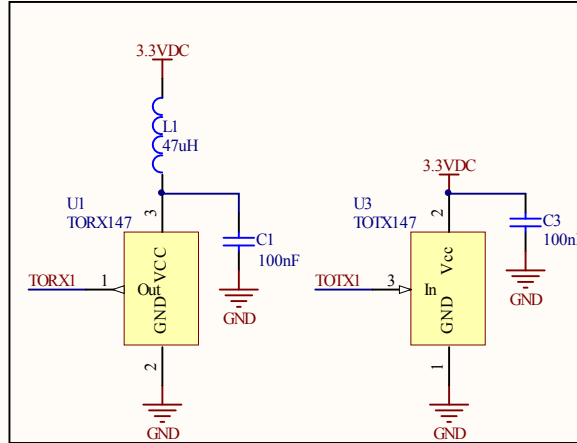 3.3VDC
L1
47uH
U1
TORX147
3
VCC
C1
100nF
TORX1
1
Out
GND
GND
2
GND
3.3VDC
U3
TOTX147
2
Vcc
C3
100n
TOTX1
3
In
GND
GND
1
GND